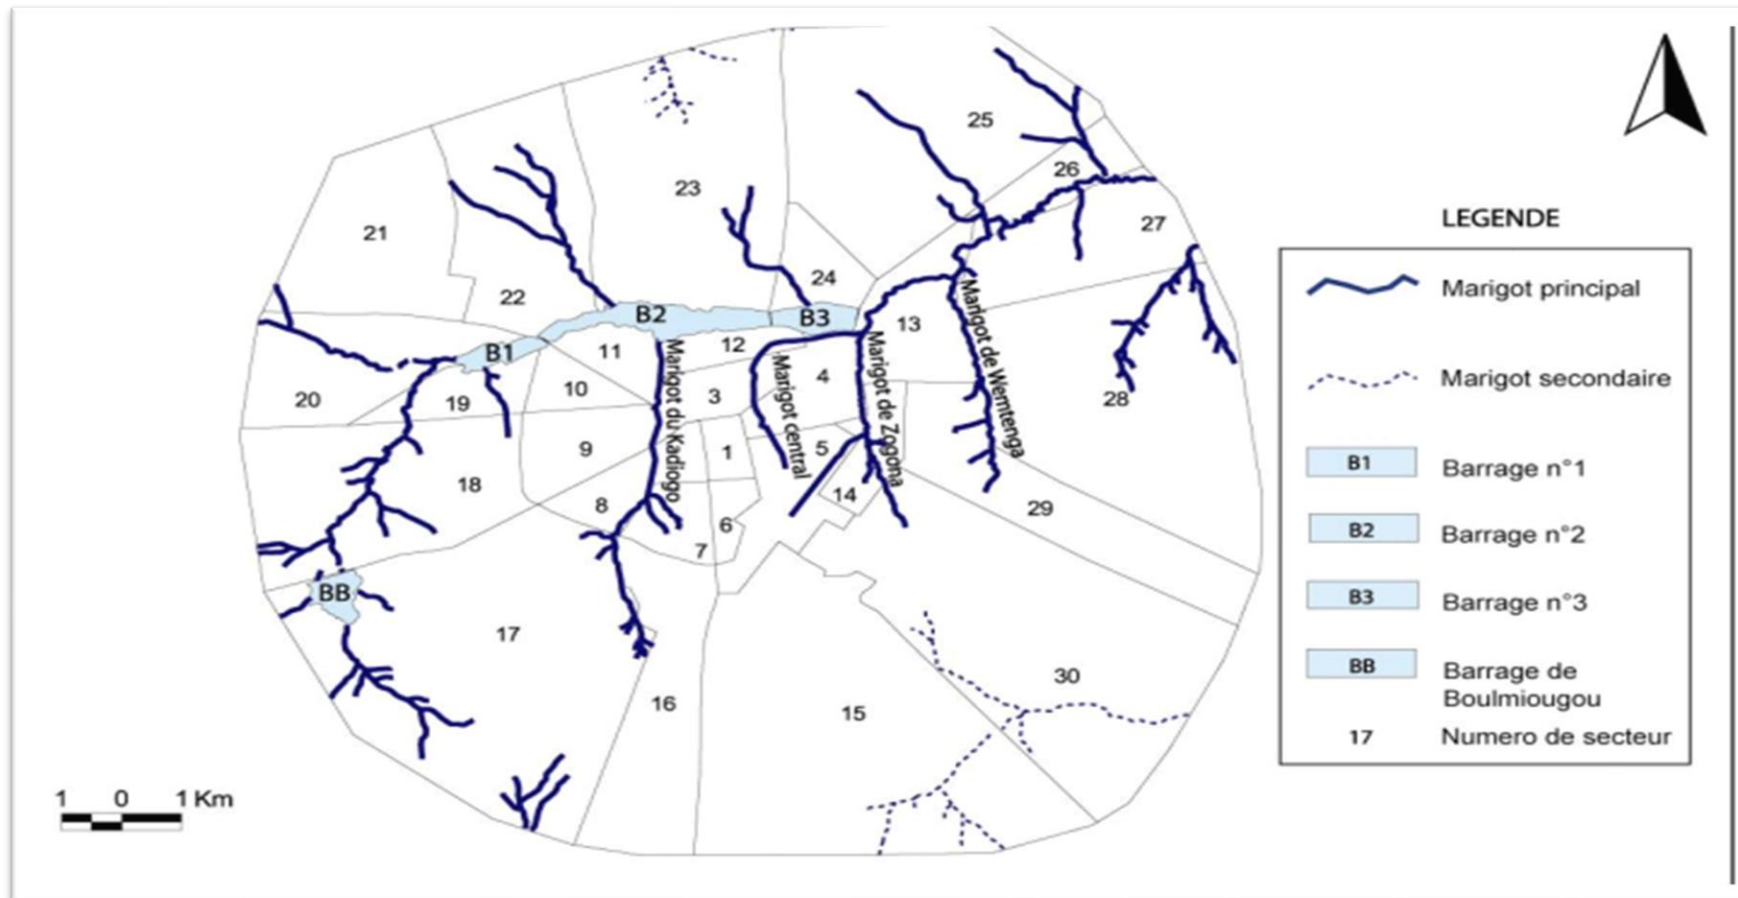 25
26
23
27
21
24
22
B2
B3
13
B1
11
12
10
3
4
20
19
28
Marigot du Kadiogo
Marigot central
Marigot de Zogona
Marigot de Wemtenga
9
1
5
18
14
8
6
29
7
BB
17
30
16
15
1 0 1 Km
LEGENDE
Marigot principal
Marigot secondaire
B1 Barrage n°1
B2 Barrage n°2
B3 Barrage n°3
BB Barrage de
Boulmiougou
17 Numero de secteur